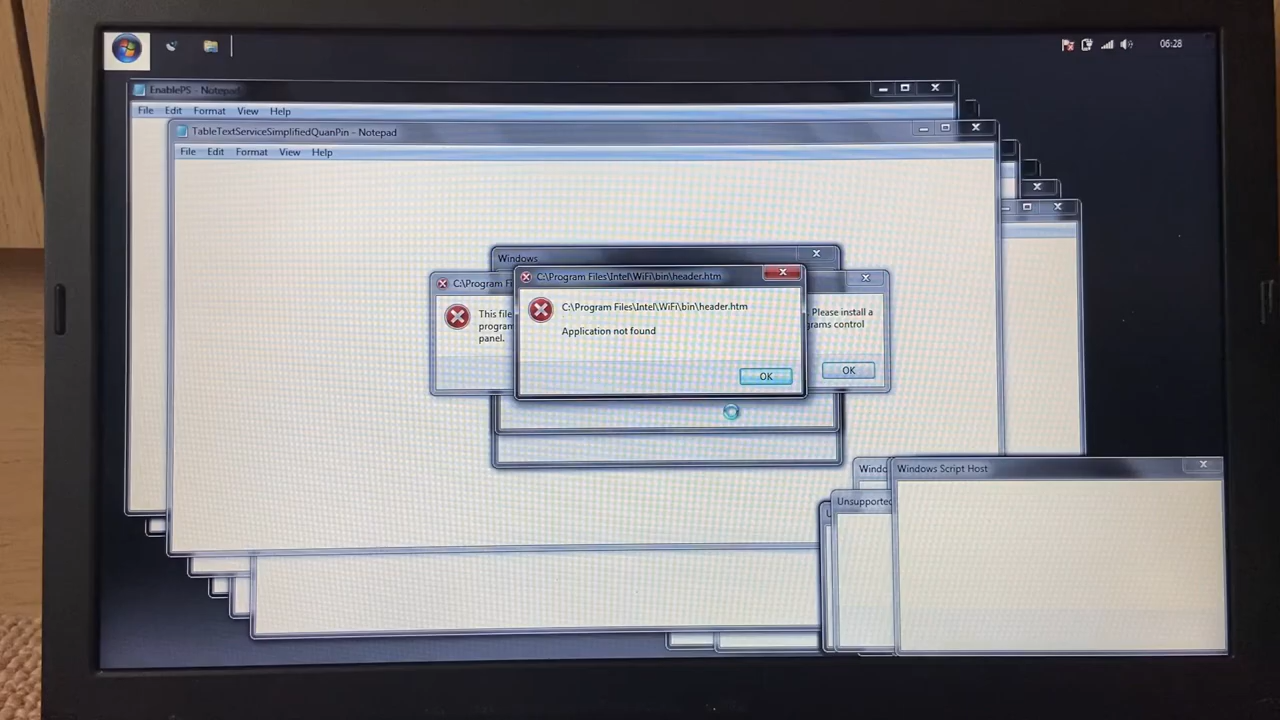 06:28
EnablePS - Notepad
File Edit Format View Help
TableTextServiceSimplifiedQuanPin - Notepad
File Edit Format View Help
Windows
C:\Program Fi
C:\Program Files\Intel\WiFi\bin\header.htm
C:\Program Files\Intel\WiFi\bin\header.htm
Application not found
OK
This file
program
panel.
Please install a
grams control
OK
Windo
Windows Script Host
Unsupported